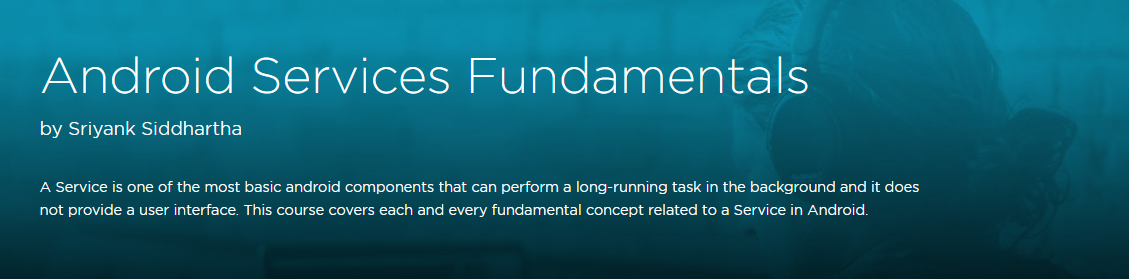 Android Services Fundamentals
by Sriyank Siddhartha
A Service is one of the most basic android components that can perform a long-running task in the background and it does
not provide a user interface. This course covers each and every fundamental concept related to a Service in Android.